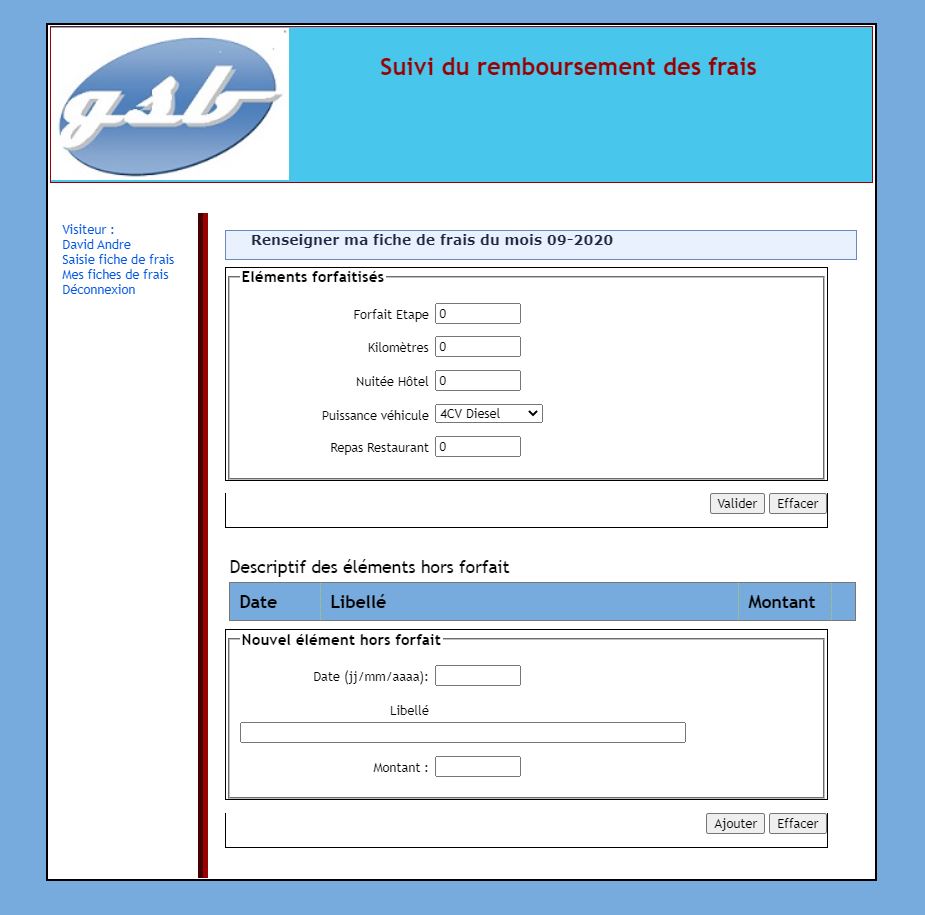 gsb
Suivi du remboursement des frais
Visiteur :
David Andre
Saisie fiche de frais
Mes fiches de frais
Déconnexion
Renseigner ma fiche de frais du mois 09-2020
Eléments forfaitisés
Forfait Etape 0
Kilomètres 0
Nuitée Hôtel 0
Puissance véhicule 4CV Diesel
Repas Restaurant 0
Valider Effacer
Descriptif des éléments hors forfait
Date Libellé Montant
Nouvel élément hors forfait
Date (jj/mm/aaaa):
Libellé
Montant :
Ajouter Effacer